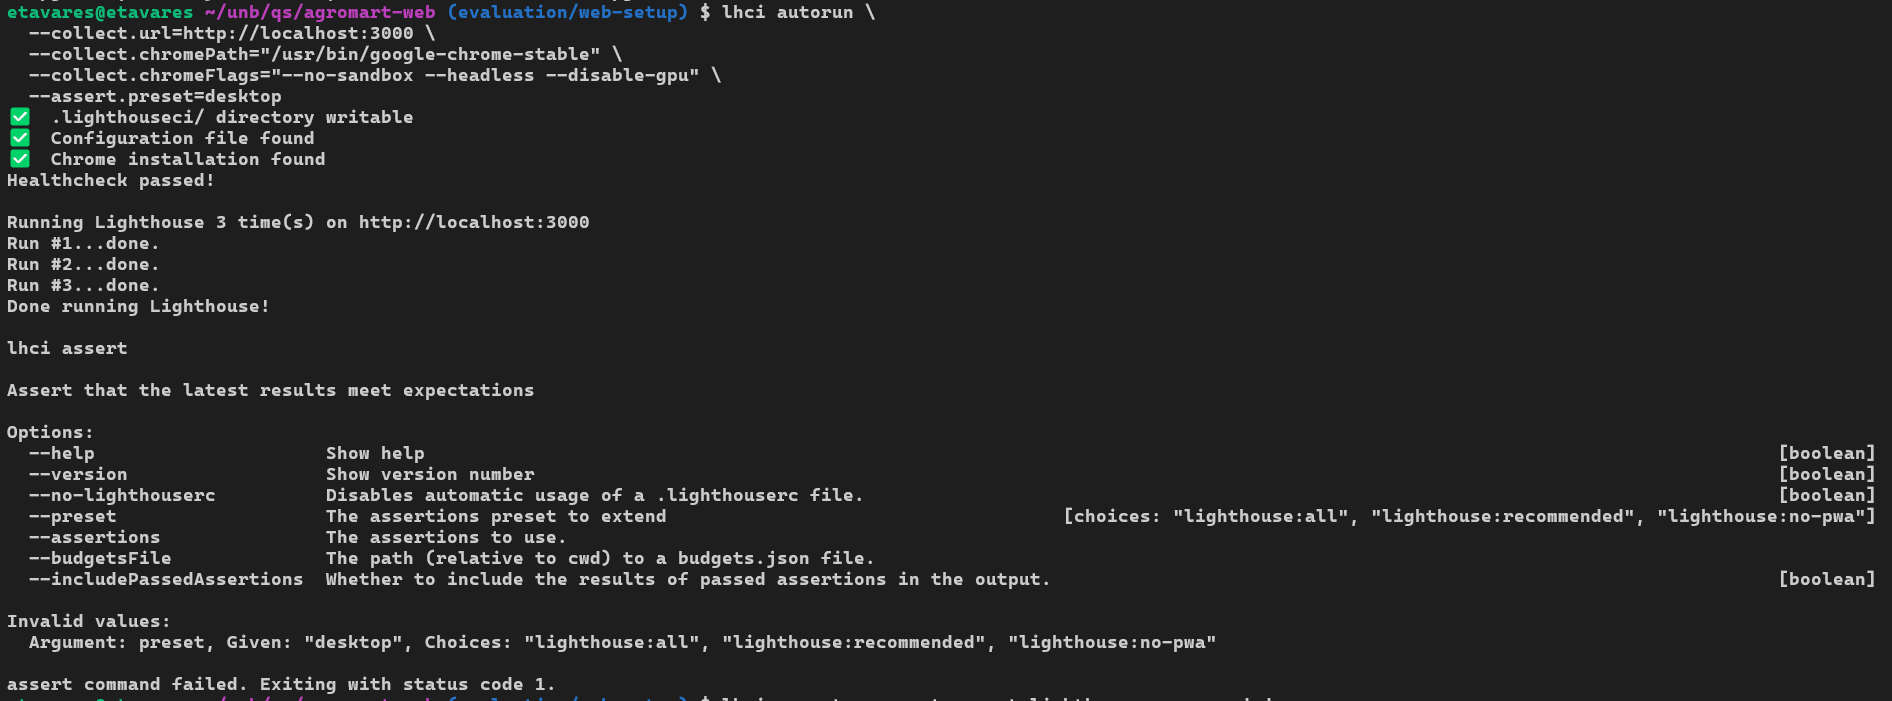 etavares@etavares ~/unb/qs/agromart-web (evaluation/web-setup) $ lhci autorun \
--collect.url=http://localhost:3000 \
--collect.chromePath="/usr/bin/google-chrome-stable" \
--collect.chromeFlags="--no-sandbox --headless --disable-gpu" \
--assert.preset=desktop
✅ .lighthouseci/ directory writable
✅ Configuration file found
✅ Chrome installation found
Healthcheck passed!
Running Lighthouse 3 time(s) on http://localhost:3000
Run #1...done.
Run #2...done.
Run #3...done.
Done running Lighthouse!
lhci assert
Assert that the latest results meet expectations
Options:
--help Show help [boolean]
--version Show version number [boolean]
--no-lighthouserc Disables automatic usage of a .lighthouserc file. [boolean]
--preset The assertions preset to extend [choices: "lighthouse:all", "lighthouse:recommended", "lighthouse:no-pwa"]
--assertions The assertions to use.
--budgetsFile The path (relative to cwd) to a budgets.json file.
--includePassedAssertions Whether to include the results of passed assertions in the output. [boolean]
Invalid values:
Argument: preset, Given: "desktop", Choices: "lighthouse:all", "lighthouse:recommended", "lighthouse:no-pwa"
assert command failed. Exiting with status code 1.